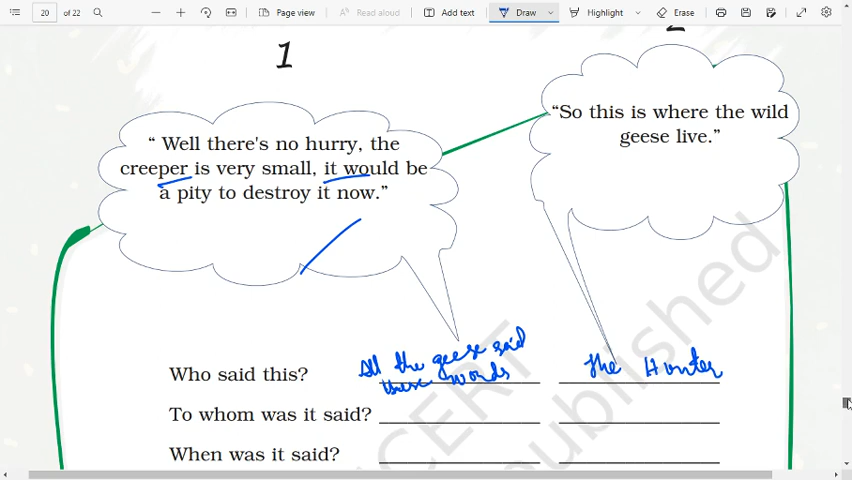 20 of 22 Page view Read aloud Add text Draw Highlight Erase
1
2
“ Well there's no hurry, the
creeper is very small, it would be
a pity to destroy it now.”
“So this is where the wild
geese live.”
All the geese said
these words
The Hunter
Who said this?
To whom was it said?
When was it said?
NCERT
republished